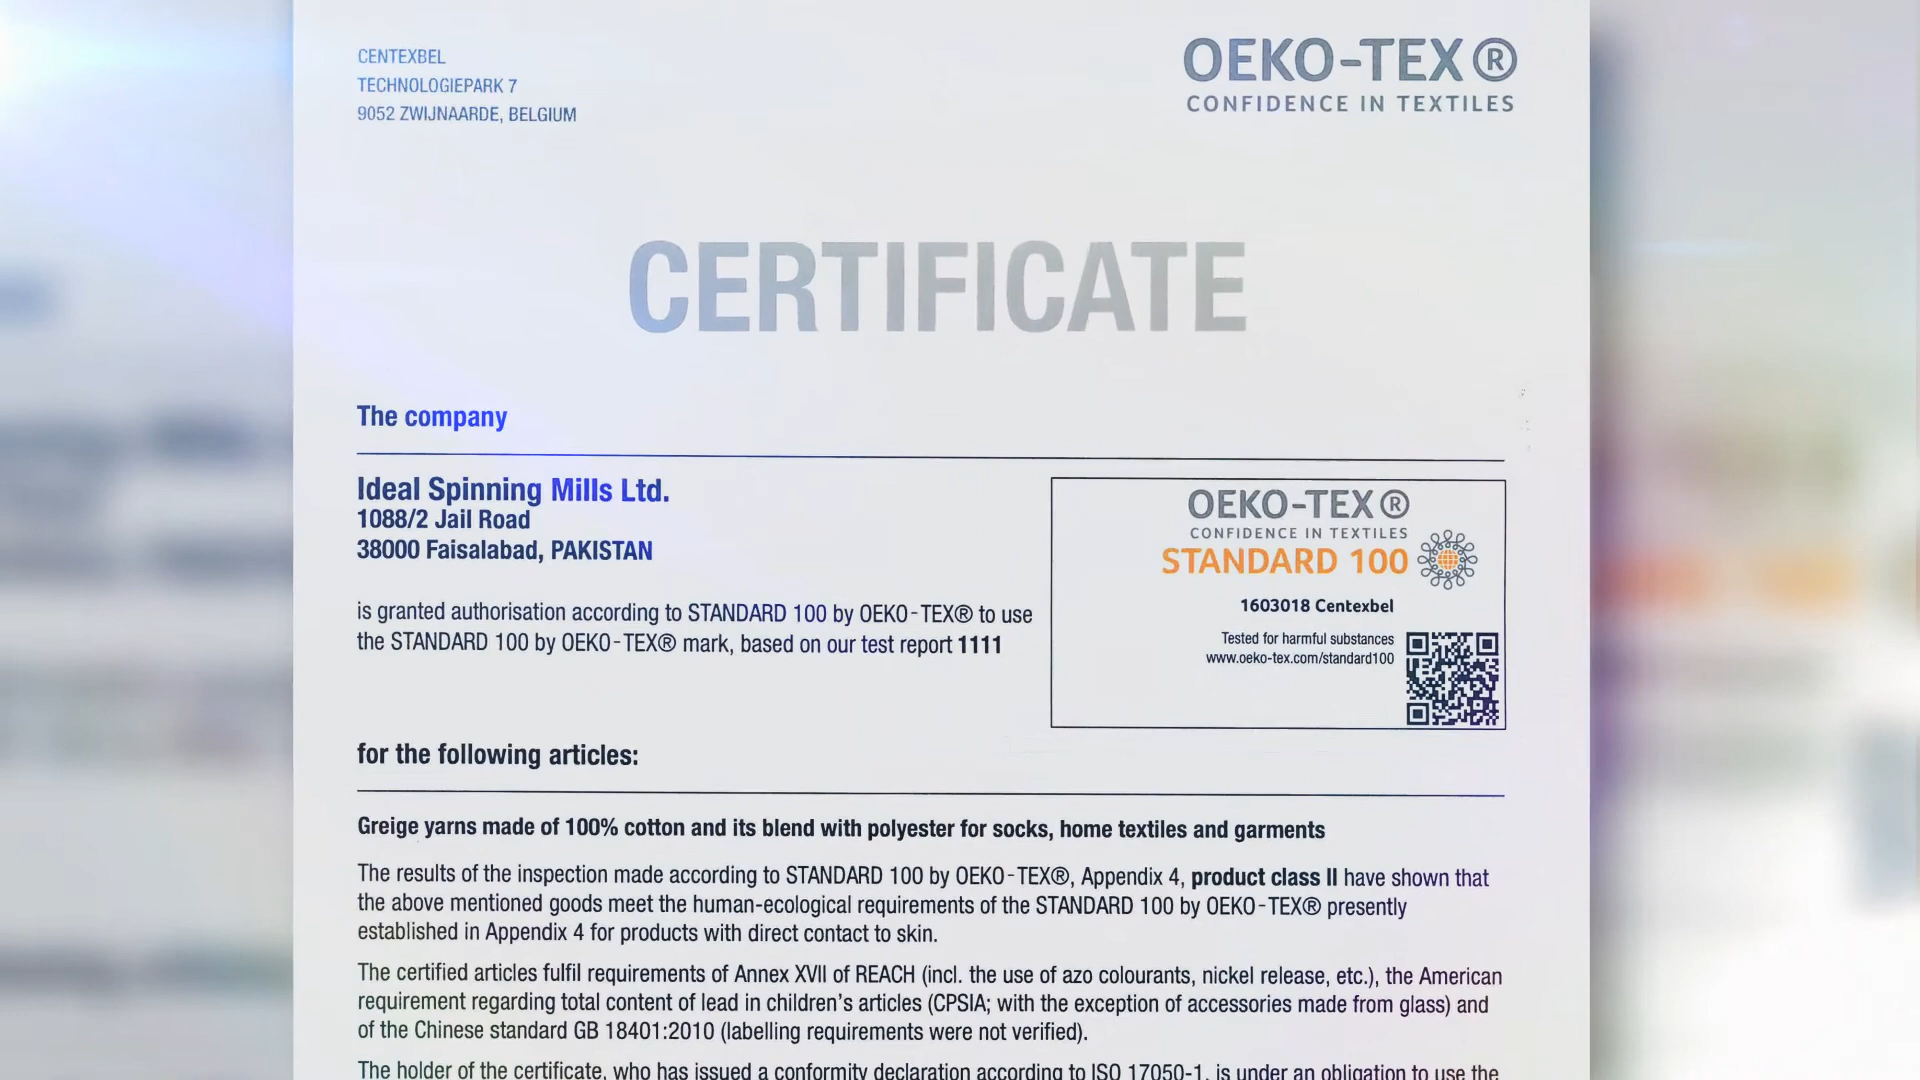 CENTEXBEL
TECHNOLOGIEPARK 7
9052 ZWIJNAARDE, BELGIUM
OEKO-TEX®
CONFIDENCE IN TEXTILES
CERTIFICATE
The company
Ideal Spinning Mills Ltd.
1088/2 Jail Road
38000 Faisalabad, PAKISTAN
is granted authorisation according to STANDARD 100 by OEKO-TEX® to use
the STANDARD 100 by OEKO-TEX® mark, based on our test report 1111
OEKO-TEX®
CONFIDENCE IN TEXTILES
STANDARD 100
1603018 Centexbel
Tested for harmful substances
www.oeko-tex.com/standard100
for the following articles:
Greige yarns made of 100% cotton and its blend with polyester for socks, home textiles and garments
The results of the inspection made according to STANDARD 100 by OEKO-TEX®, Appendix 4, product class II have shown that
the above mentioned goods meet the human-ecological requirements of the STANDARD 100 by OEKO-TEX® presently
established in Appendix 4 for products with direct contact to skin.
The certified articles fulfil requirements of Annex XVII of REACH (incl. the use of azo colourants, nickel release, etc.), the American
requirement regarding total content of lead in children's articles (CPSIA; with the exception of accessories made from glass) and
of the Chinese standard GB 18401:2010 (labelling requirements were not verified).
The holder of the certificate, who has issued a conformity declaration according to ISO 17050-1, is under an obligation to use the